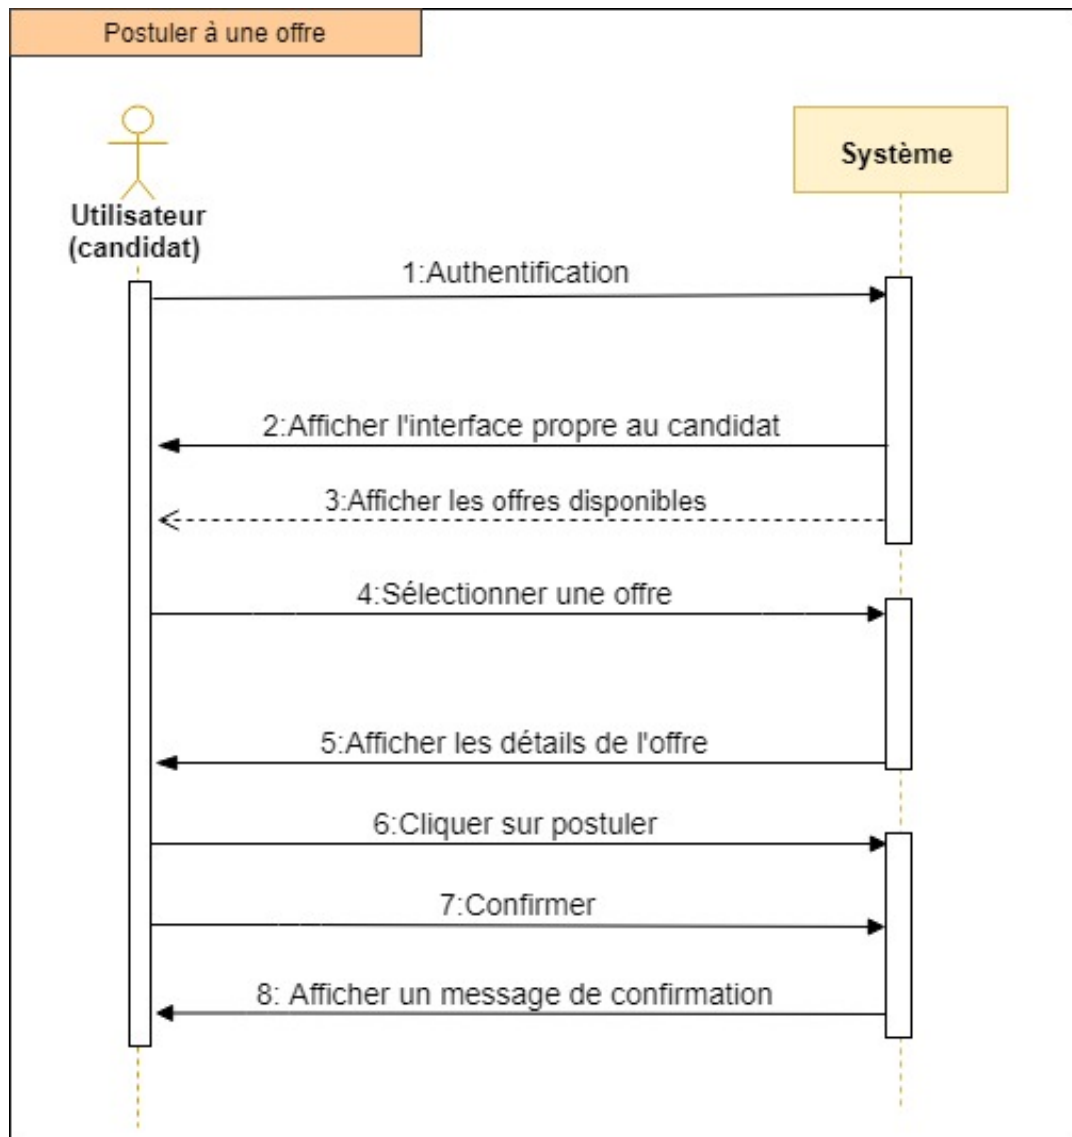 Postuler à une offre
Système
Utilisateur
(candidat)
1:Authentification
2:Afficher l'interface propre au candidat
3:Afficher les offres disponibles
4:Sélectionner une offre
5:Afficher les détails de l'offre
6:Cliquer sur postuler
7:Confirmer
8: Afficher un message de confirmation